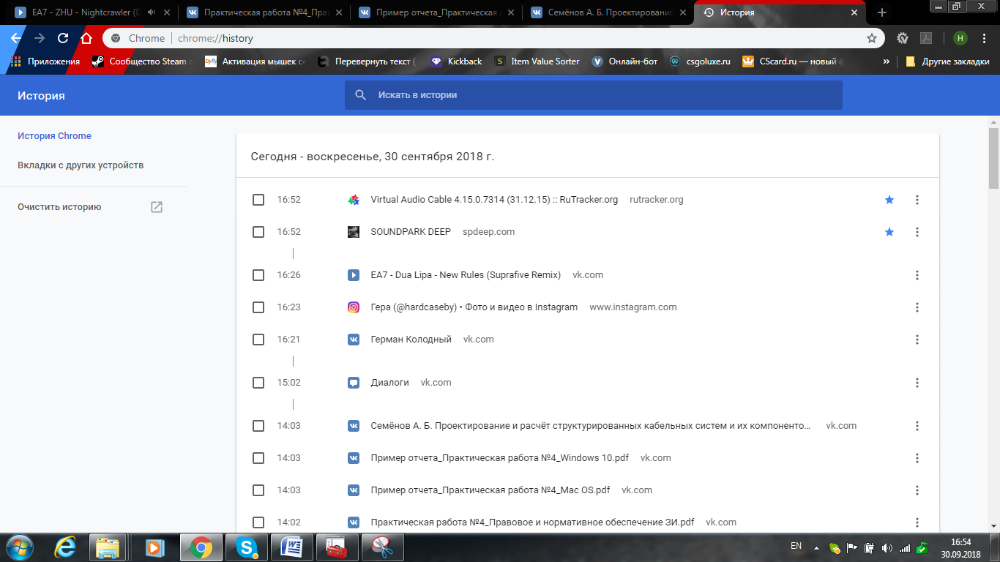 EA7 - ZHU - Nightcrawler (D
Практическая работа №4_Пра
Пример отчета_Практическая
Семёнов А. Б. Проектирование
История
Chrome chrome://history
Н
Приложения Сообщество Steam :: Активация мышек се Перевернуть текст ( Kickback Item Value Sorter Онлайн-бот csgoluxe.ru CScard.ru — новый ф » Другие закладки
История
Искать в истории
История Chrome
Вкладки с других устройств
Очистить историю
Сегодня - воскресенье, 30 сентября 2018 г.
16:52 Virtual Audio Cable 4.15.0.7314 (31.12.15) :: RuTracker.org rutracker.org
16:52 SOUNDPARK DEEP spdeep.com
16:26 EA7 - Dua Lipa - New Rules (Suprafive Remix) vk.com
16:23 Гера (@hardcaseby) • Фото и видео в Instagram www.instagram.com
16:21 Герман Колодный vk.com
15:02 Диалоги vk.com
14:03 Семёнов А. Б. Проектирование и расчёт структурированных кабельных систем и их компоненто... vk.com
14:03 Пример отчета_Практическая работа №4_Windows 10.pdf vk.com
14:03 Пример отчета_Практическая работа №4_Mac OS.pdf vk.com
14:02 Практическая работа №4_Правовое и нормативное обеспечение ЗИ.pdf vk.com
EN
16:54
30.09.2018